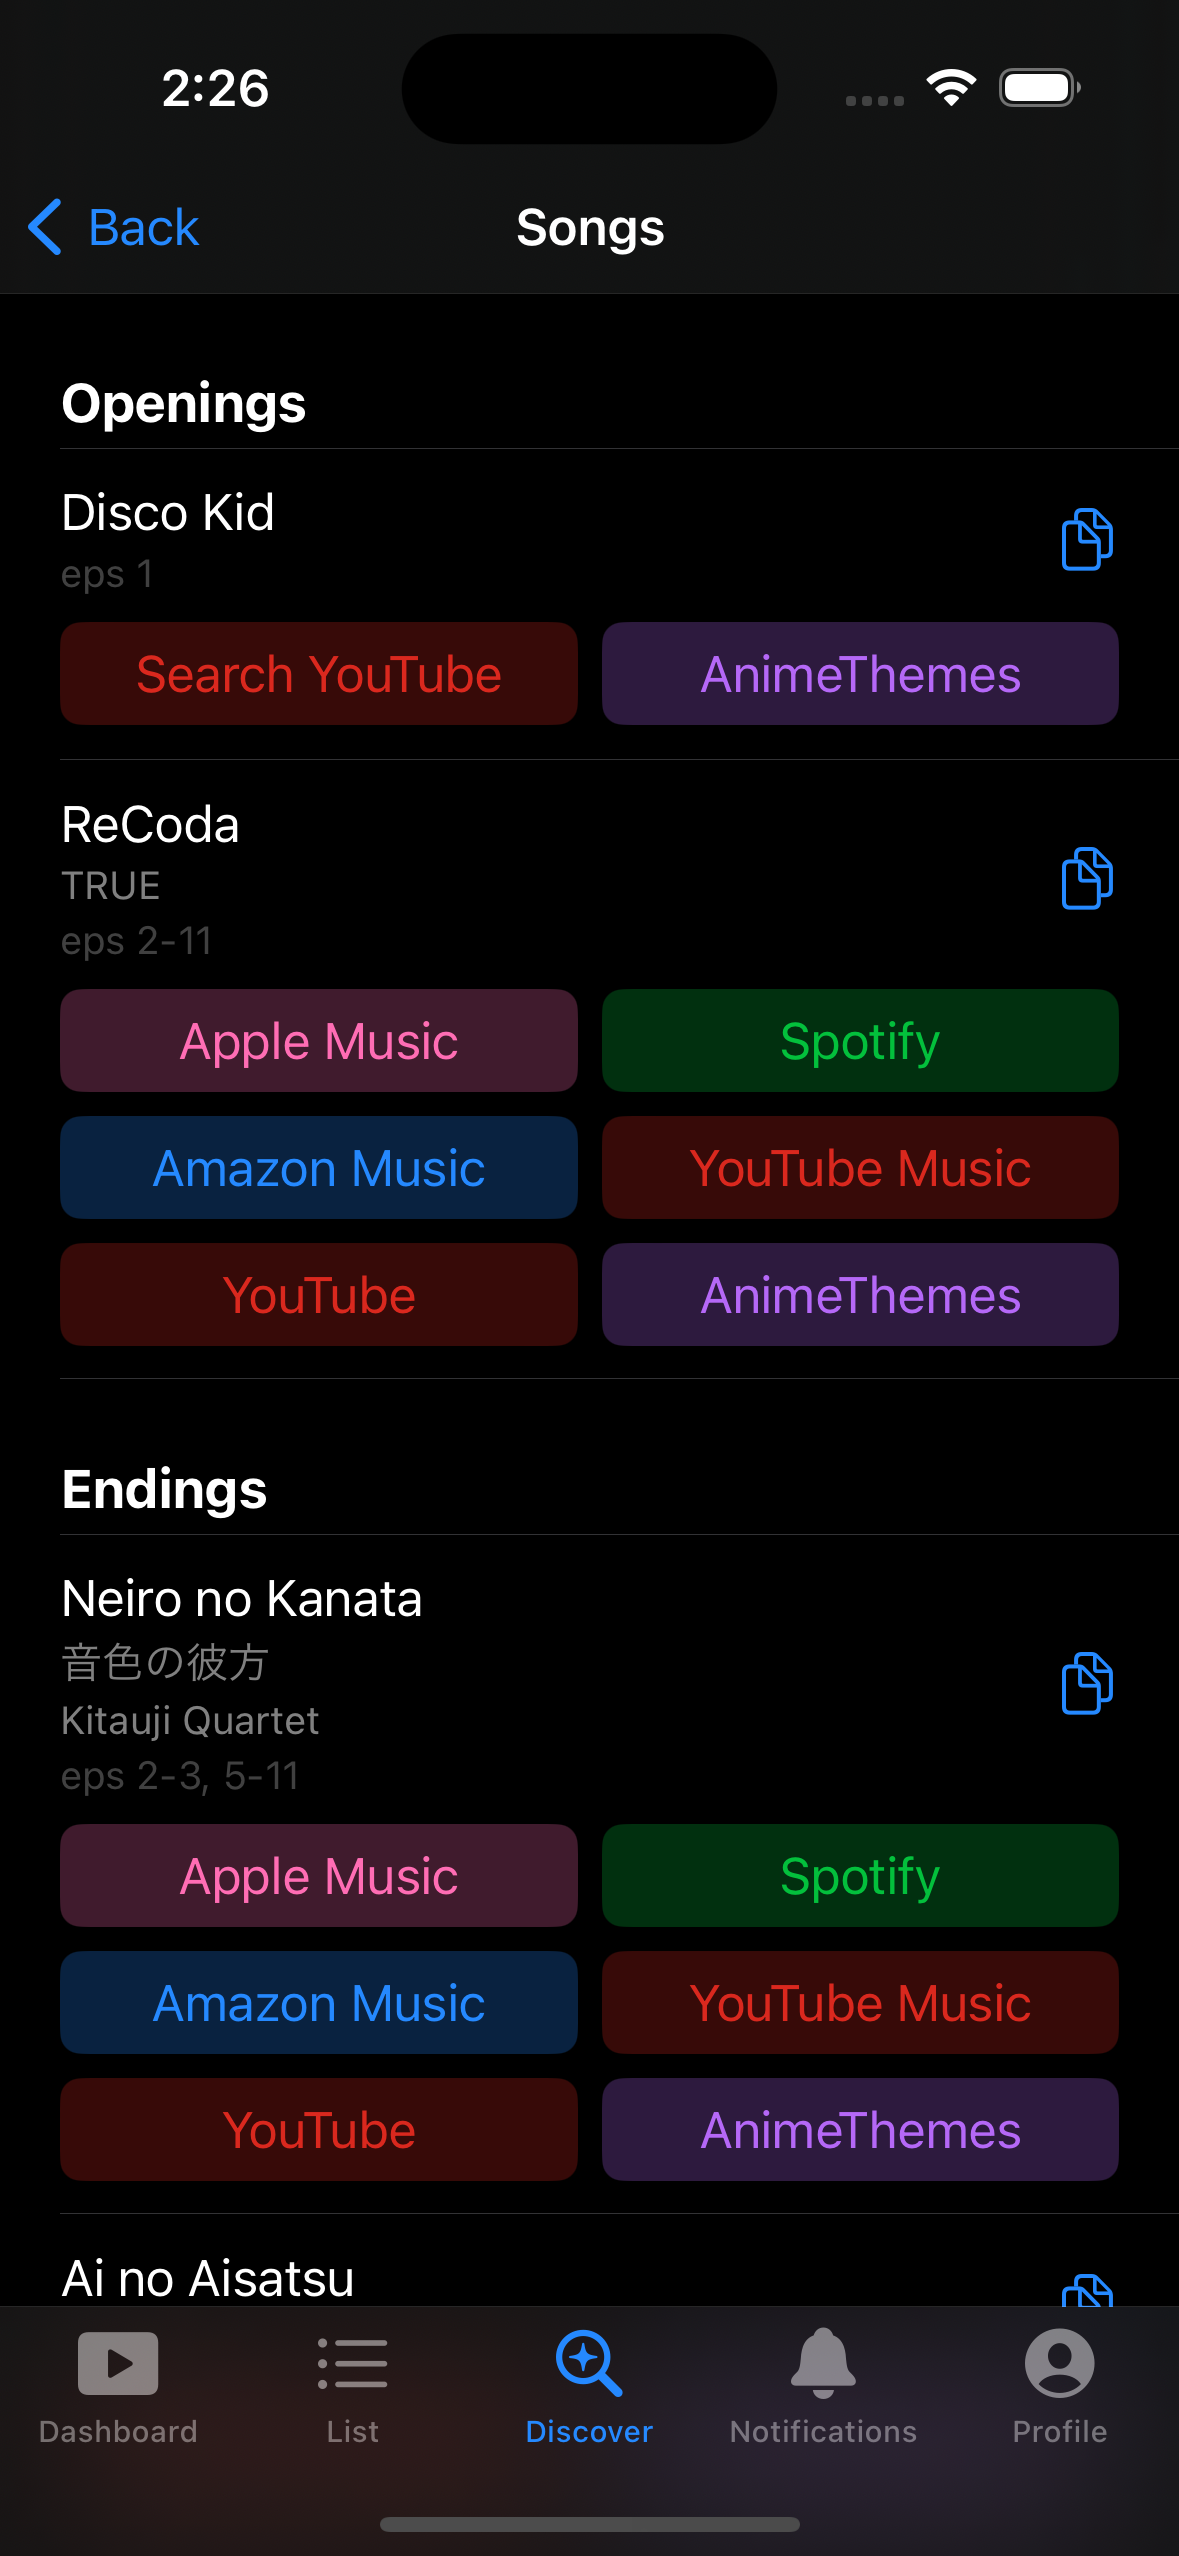 2:26
Back
Songs
Openings
Disco Kid
eps 1
Search YouTube
AnimeThemes
ReCoda
TRUE
eps 2-11
Apple Music
Spotify
Amazon Music
YouTube Music
YouTube
AnimeThemes
Endings
Neiro no Kanata
音色の彼方
Kitauji Quartet
eps 2-3, 5-11
Apple Music
Spotify
Amazon Music
YouTube Music
YouTube
AnimeThemes
Ai no Aisatsu
Dashboard
List
Discover
Notifications
Profile